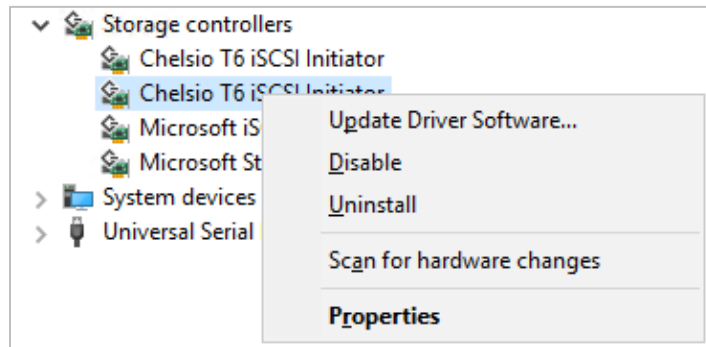 Storage controllers
Chelsio T6 iSCSI Initiator
Chelsio T6 iSCSI Initiator
Microsoft iS
Microsoft St
System devices
Universal Serial
Update Driver Software...
Disable
Uninstall
Scan for hardware changes
Properties